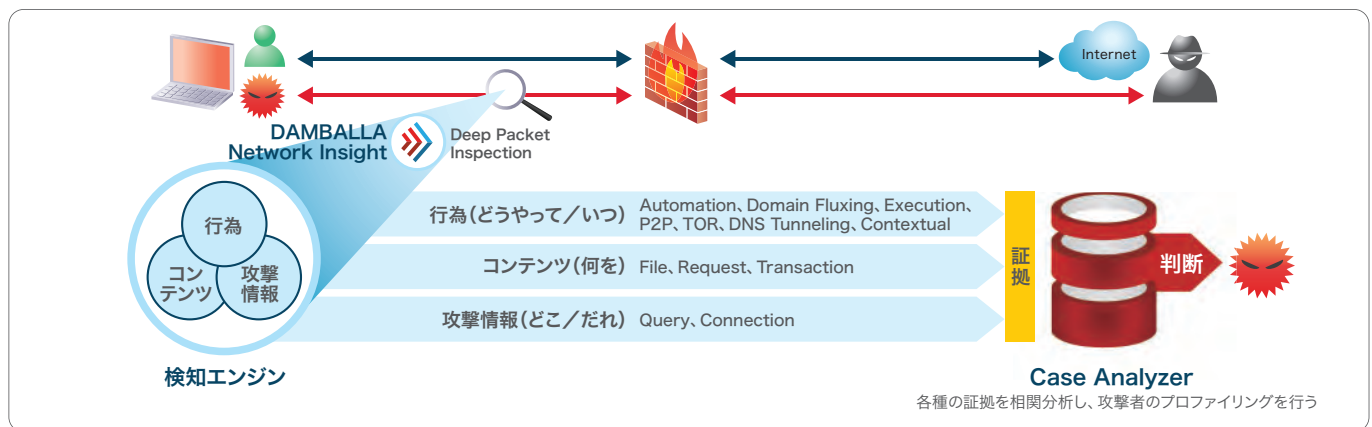 Internet
DAMBALLA
Network Insight
Deep Packet
Inspection
行為
コン
テンツ
攻撃
情報
検知エンジン
行為（どうやって／いつ） Automation、Domain Fluxing、Execution、
P2P、TOR、DNS Tunneling、Contextual
コンテンツ（何を） File、Request、Transaction
攻撃情報（どこ／だれ） Query、Connection
証拠
判断
Case Analyzer
各種の証拠を相関分析し、攻撃者のプロファイリングを行う